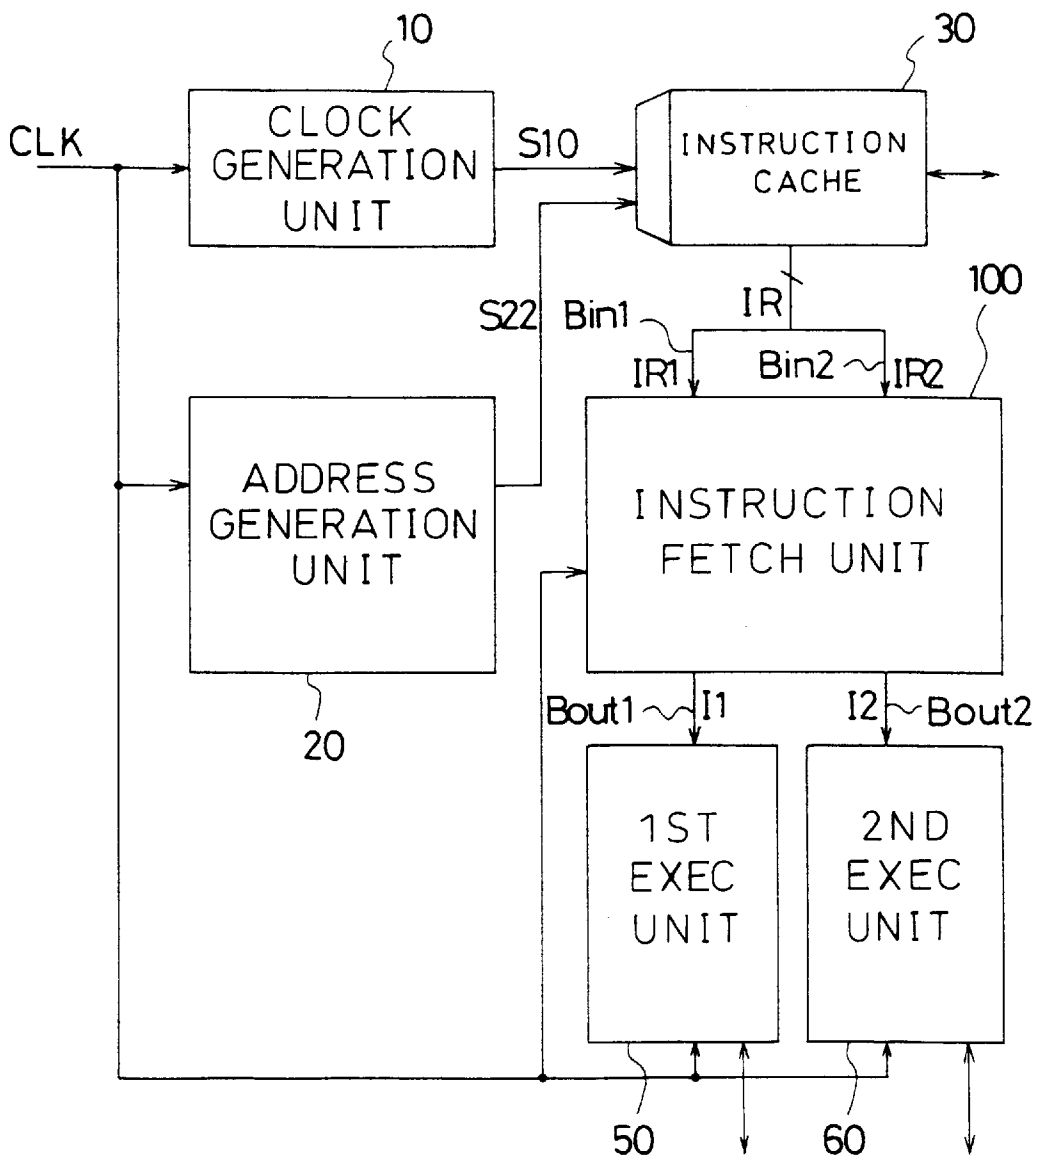 10
30
CLK
CLOCK
GENERATION
UNIT
S10
INSTRUCTION
CACHE
100
S22
Bin1
IR
IR1
Bin2
IR2
ADDRESS
GENERATION
UNIT
INSTRUCTION
FETCH UNIT
20
Bout1
I1
I2
Bout2
1ST
EXEC
UNIT
2ND
EXEC
UNIT
50
60